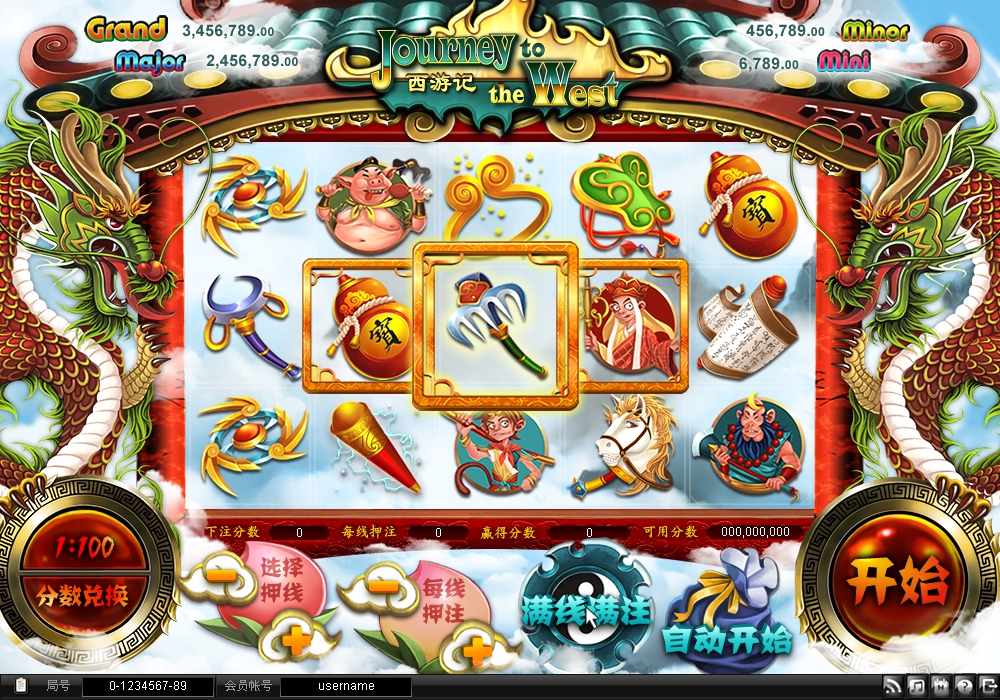 Grand 3,456,789.00
456,789.00 Minor
Major 2,456,789.00
6,789.00 Mini
Journey to
西游记 the West
寶
寶
下注分数 0 每线押注 0 赢得分数 0 可用分数 000,000,000
1:100
分数兑换
选择
押线
每线
押注
满线满注
自动开始
开始
局号 0-1234567-89 会员帐号 username